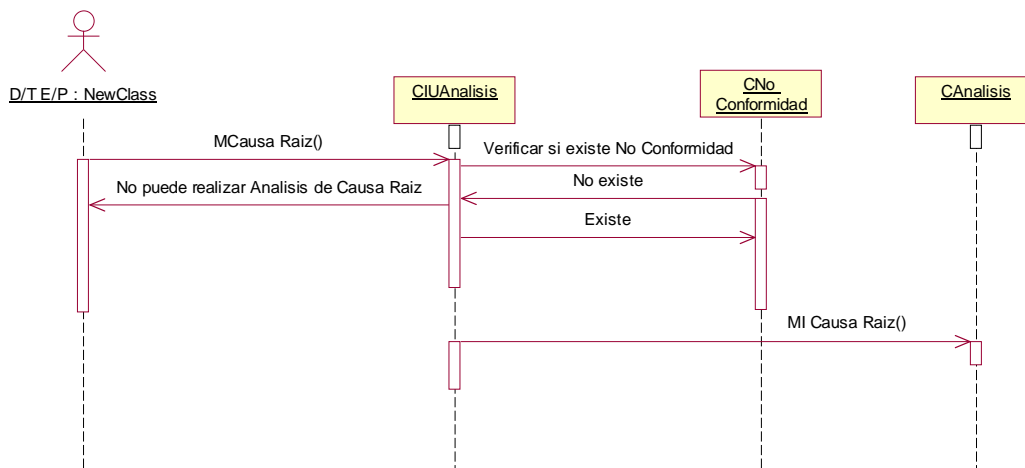 D/T E/P : NewClass
CIUAnalisis
CNo
Conformidad
CAnalisis
MCausa Raiz()
Verificar si existe No Conformidad
No existe
No puede realizar Analisis de Causa Raiz
Existe
MI Causa Raiz()